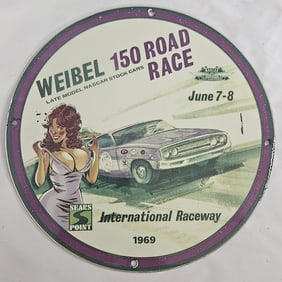 WEIBEL 150 ROAD
RACE
LATE MODEL NASCAR STOCK CARS
June 7-8
SEARS
S
POINT
International Raceway
1969